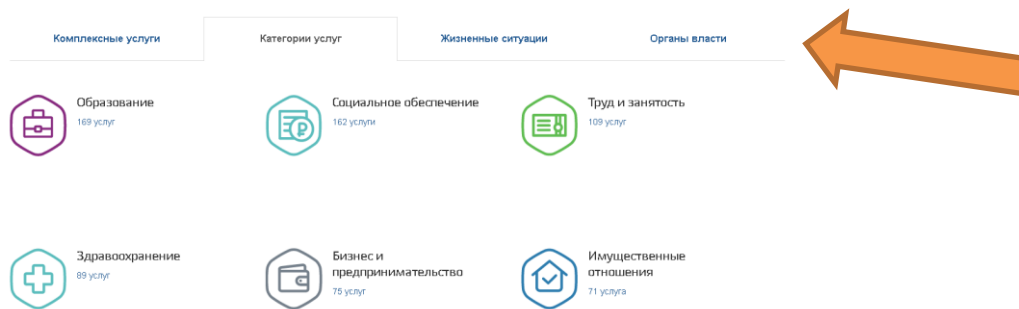 Комплексные услуги
Категории услуг
Жизненные ситуации
Органы власти
Образование
169 услуг
Социальное обеспечение
162 услуги
Труд и занятость
109 услуг
Здравоохранение
89 услуг
Бизнес и
предпринимательство
75 услуг
Имущественные
отношения
71 услуга